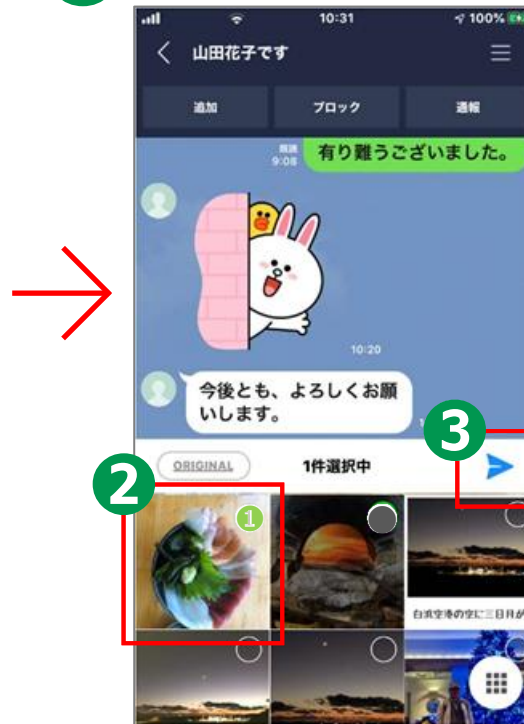 10:31
100%
山田花子です
追加
ブロック
通報
既読
9:08
有り難うございました。
10:20
今後とも、よろしくお願
いします。
3
ORIGINAL
1件選択中
2
1
白浜空港の空に三日月が